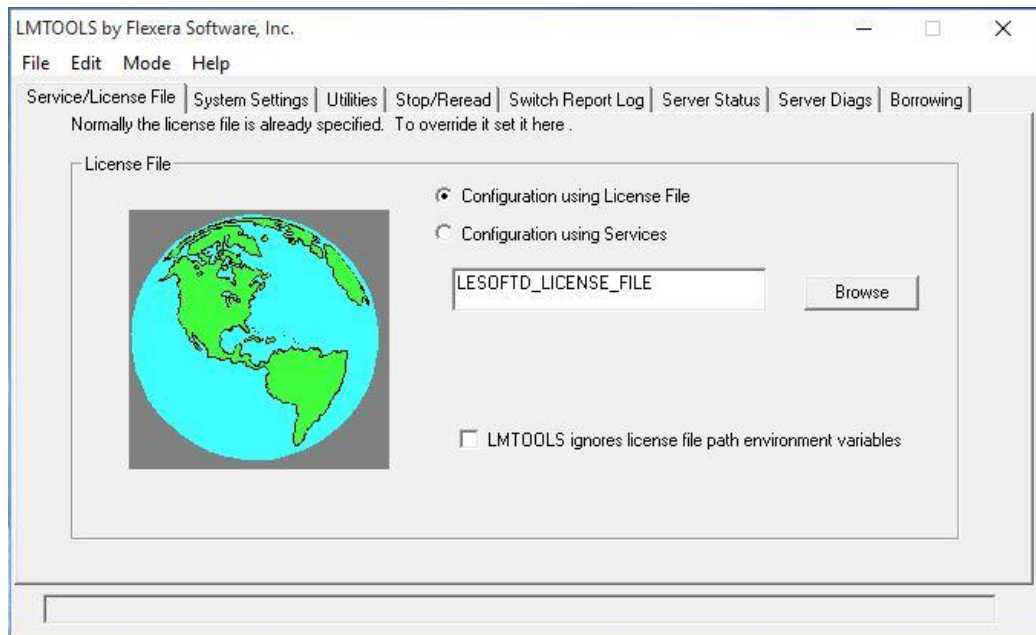 LMTOOLS by Flexera Software, Inc.
File Edit Mode Help
Service/License File System Settings Utilities Stop/Reread Switch Report Log Server Status Server Diags Borrowing
Normally the license file is already specified.  To override it set it here .
License File
Configuration using License File
Configuration using Services
LESOFTD_LICENSE_FILE
Browse
LMTOOLS ignores license file path environment variables